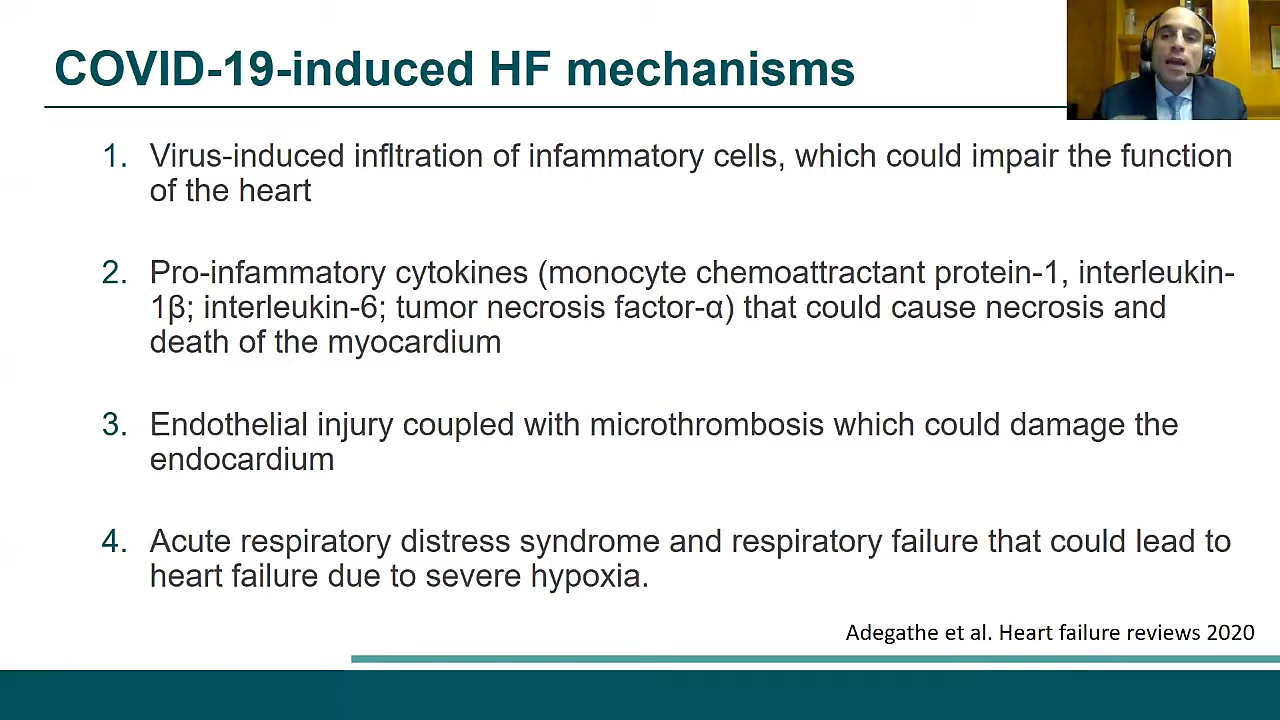 COVID-19-induced HF mechanisms
1. Virus-induced infltration of infammatory cells, which could impair the function
of the heart
2. Pro-infammatory cytokines (monocyte chemoattractant protein-1, interleukin-
1β; interleukin-6; tumor necrosis factor-α) that could cause necrosis and
death of the myocardium
3. Endothelial injury coupled with microthrombosis which could damage the
endocardium
4. Acute respiratory distress syndrome and respiratory failure that could lead to
heart failure due to severe hypoxia.
Adegathe et al. Heart failure reviews 2020